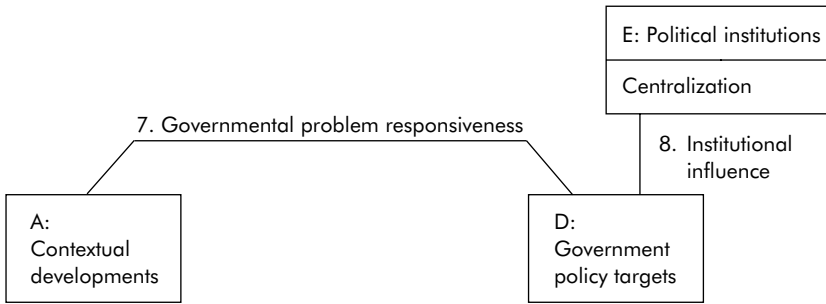 E: Political institutions
Centralization
7. Governmental problem responsiveness
8. Institutional
influence
A:
Contextual
developments
D:
Government
policy targets